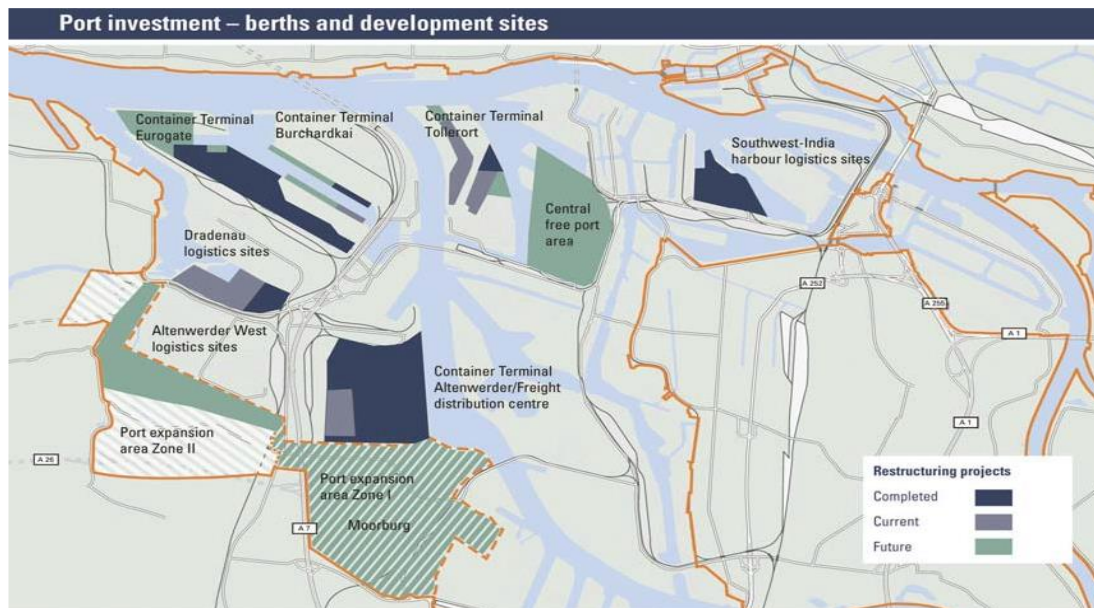 Port investment – berths and development sites
Container Terminal
Eurogate
Container Terminal
Burchardkai
Container Terminal
Tollerort
Southwest-India
harbour logistics sites
Central
free port
area
Dradenau
logistics sites
A 252
A 255
A 1
Altenwerder West
logistics sites
Container Terminal
Altenwerder/Freight
distribution centre
A 1
Port expansion
area Zone II
A 26
Port expansion
area Zone I
Moorburg
A 7
Restructuring projects
Completed
Current
Future